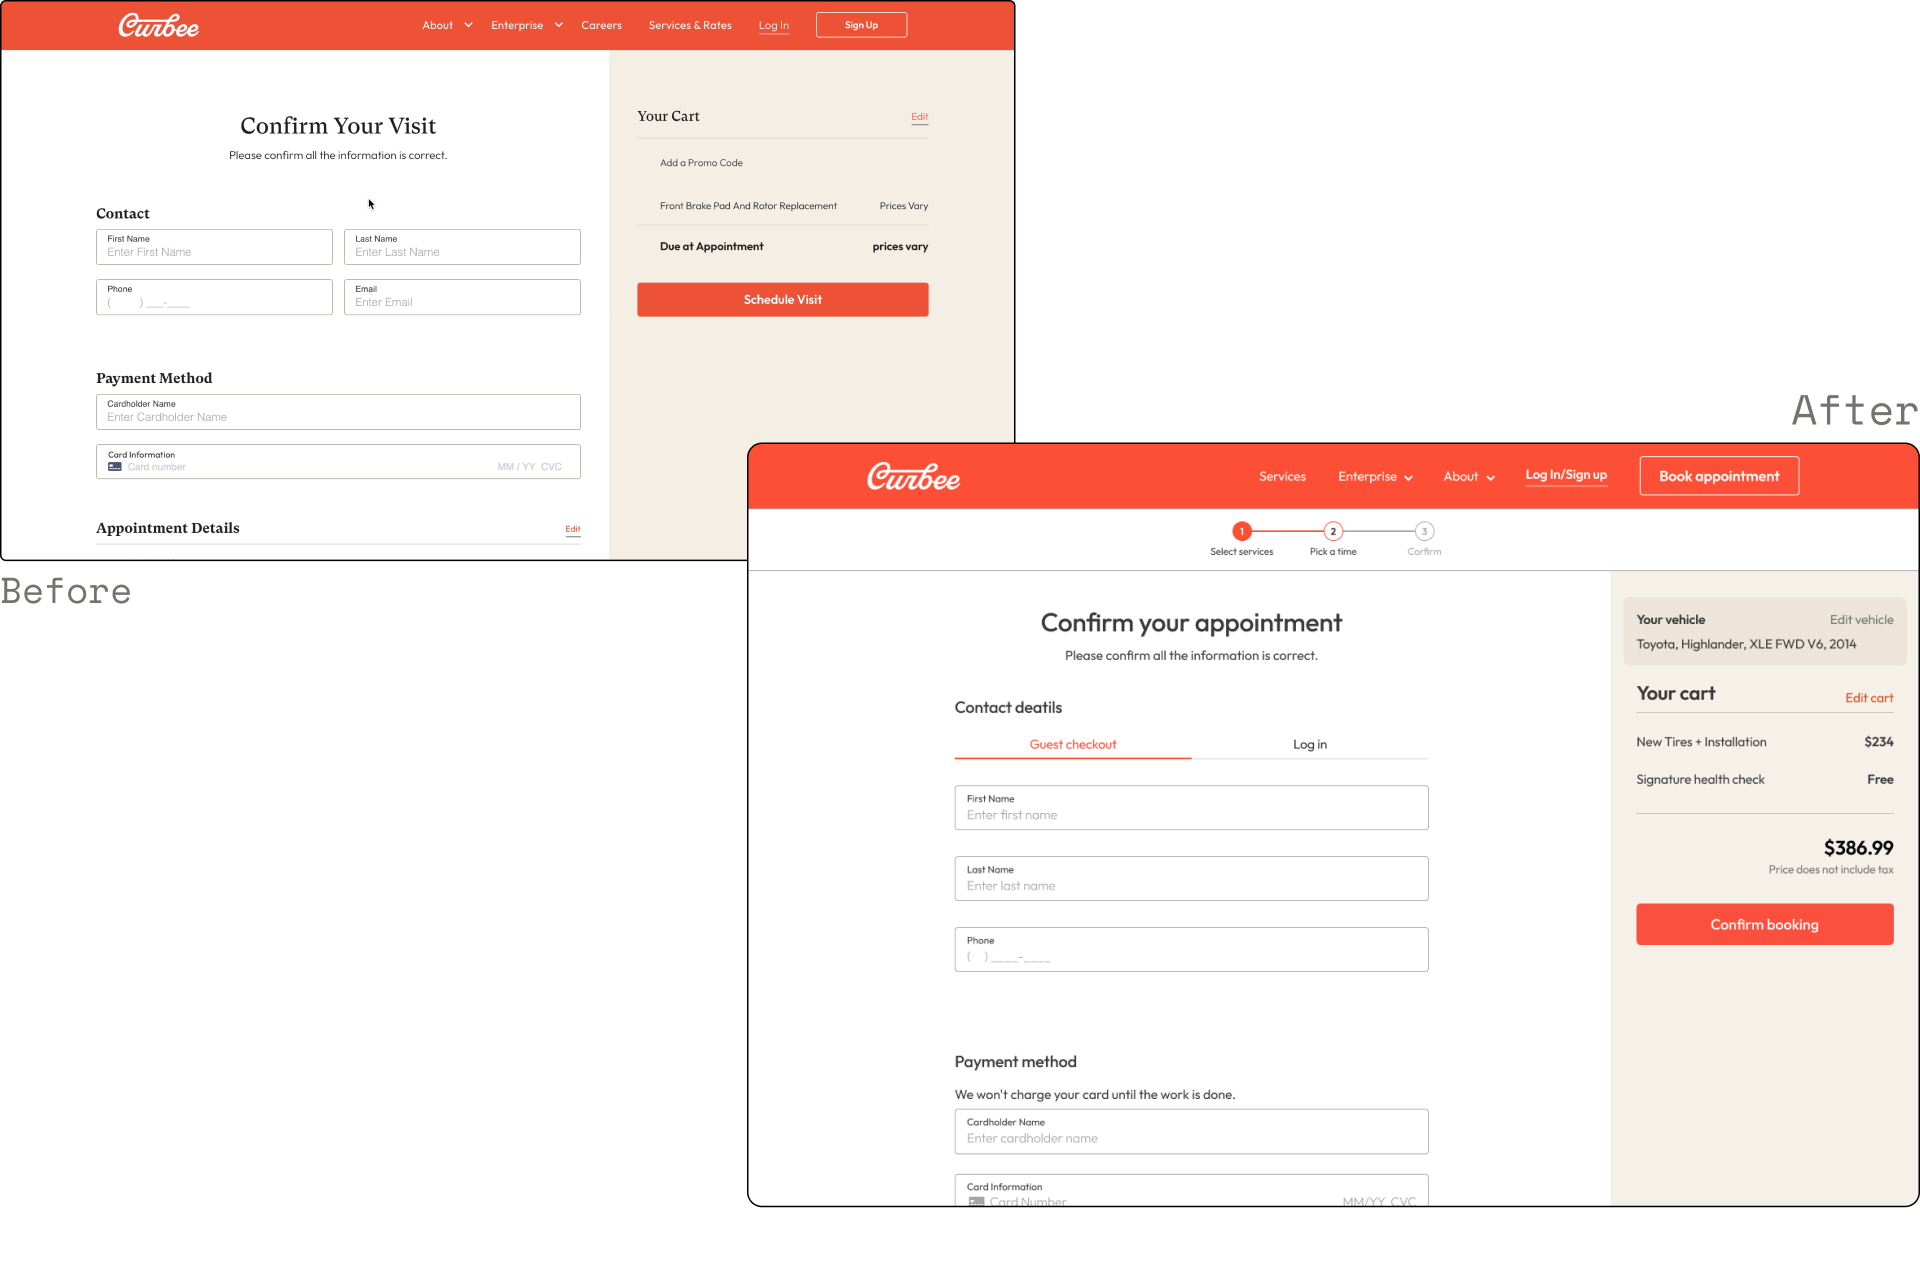 Curbee
About Enterprise Careers Services & Rates Log In Sign Up
Confirm Your Visit
Please confirm all the information is correct.
Contact
First Name
Enter First Name
Last Name
Enter Last Name
Phone
( ) ___-____
Email
Enter Email
Payment Method
Cardholder Name
Enter Cardholder Name
Card Information
Card number MM / YY CVC
Appointment Details Edit
Your Cart Edit
Add a Promo Code
Front Brake Pad And Rotor Replacement Prices Vary
Due at Appointment prices vary
Schedule Visit
Before
After
Curbee
Services Enterprise About Log In/Sign up Book appointment
1 2 3
Select services Pick a time Confirm
Confirm your appointment
Please confirm all the information is correct.
Contact deatils
Guest checkout Log in
First Name
Enter first name
Last Name
Enter last name
Phone
( ) ____-____
Payment method
We won't charge your card until the work is done.
Cardholder Name
Enter cardholder name
Card Information
Card Number MM/YY CVC
Your vehicle Edit vehicle
Toyota, Highlander, XLE FWD V6, 2014
Your cart Edit cart
New Tires + Installation $234
Signature health check Free
$386.99
Price does not include tax
Confirm booking